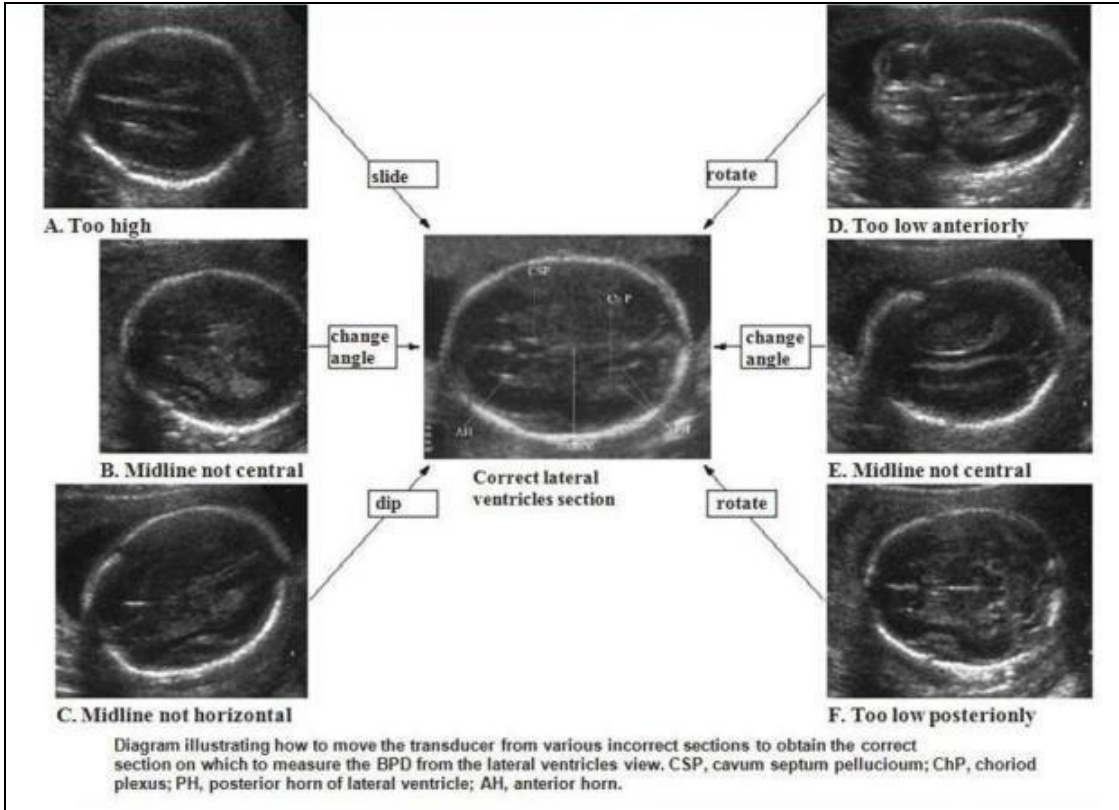 A. Too high
slide
rotate
D. Too low anteriorly
CSP
ChP
AH
change
angle
change
angle
B. Midline not central
Correct lateral
ventricles section
E. Midline not central
dip
rotate
C. Midline not horizontal
F. Too low posterionly
Diagram illustrating how to move the transducer from various incorrect sections to obtain the correct
section on which to measure the BPD from the lateral ventricles view. CSP, cavum septum pellucioum; ChP, choriod
plexus; PH, posterior horn of lateral ventricle; AH, anterior horn.